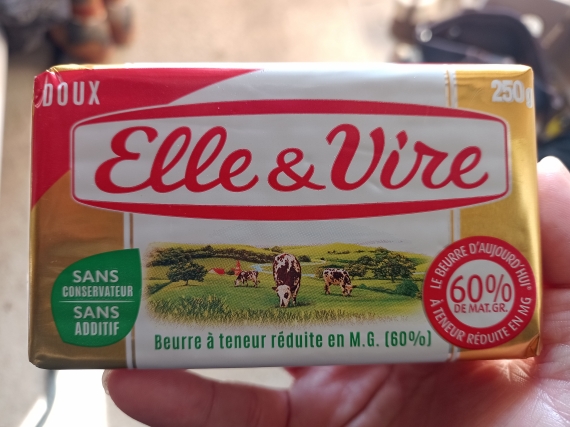 DOUX
250g
Elle & Vire
SANS
CONSERVATEUR
SANS
ADDITIF
LE BEURRE D'AUJOURD'HUI
60%
DE MAT. GR.
À TENEUR RÉDUITE EN MG
Beurre à teneur réduite en M.G. (60%)